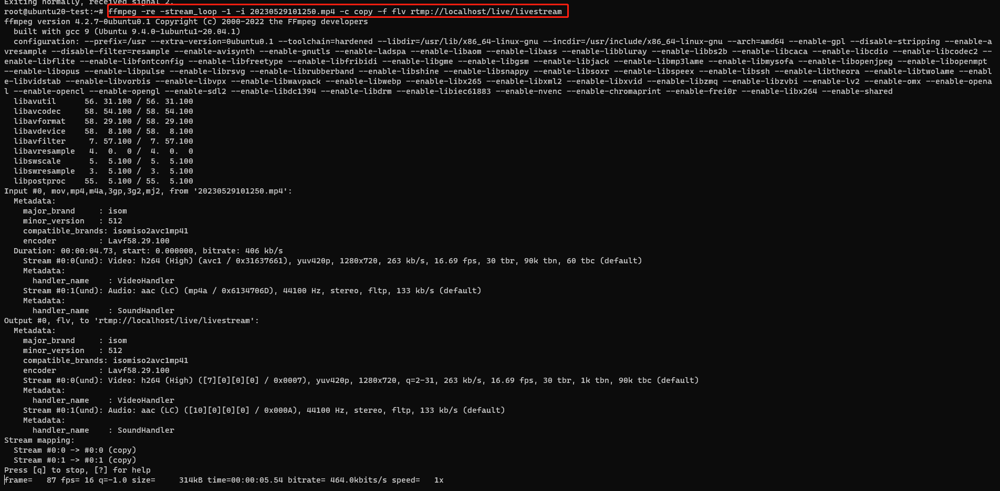 Exiting normally, received signal 2.
root@ubuntu20-test:~# ffmpeg -re -stream_loop -1 -i 20230529101250.mp4 -c copy -f flv rtmp://localhost/live/livestream
ffmpeg version 4.2.7-0ubuntu0.1 Copyright (c) 2000-2022 the FFmpeg developers
  built with gcc 9 (Ubuntu 9.4.0-1ubuntu1~20.04.1)
  configuration: --prefix=/usr --extra-version=0ubuntu0.1 --toolchain=hardened --libdir=/usr/lib/x86_64-linux-gnu --incdir=/usr/include/x86_64-linux-gnu --arch=amd64 --enable-gpl --disable-stripping --enable-a
vresample --disable-filter=resample --enable-avisynth --enable-gnutls --enable-ladspa --enable-libaom --enable-libass --enable-libbluray --enable-libbs2b --enable-libcaca --enable-libcdio --enable-libcodec2 --
enable-libflite --enable-libfontconfig --enable-libfreetype --enable-libfribidi --enable-libgme --enable-libgsm --enable-libjack --enable-libmp3lame --enable-libmysofa --enable-libopenjpeg --enable-libopenmpt
--enable-libopus --enable-libpulse --enable-librsvg --enable-librubberband --enable-libshine --enable-libsnappy --enable-libsoxr --enable-libspeex --enable-libssh --enable-libtheora --enable-libtwolame --enabl
e-libvidstab --enable-libvorbis --enable-libvpx --enable-libwavpack --enable-libwebp --enable-libx265 --enable-libxml2 --enable-libxvid --enable-libzmq --enable-libzvbi --enable-lv2 --enable-omx --enable-opena
l --enable-opencl --enable-opengl --enable-sdl2 --enable-libdc1394 --enable-libdrm --enable-libiec61883 --enable-nvenc --enable-chromaprint --enable-frei0r --enable-libx264 --enable-shared
  libavutil      56. 31.100 / 56. 31.100
  libavcodec     58. 54.100 / 58. 54.100
  libavformat    58. 29.100 / 58. 29.100
  libavdevice    58.  8.100 / 58.  8.100
  libavfilter     7. 57.100 /  7. 57.100
  libavresample   4.  0.  0 /  4.  0.  0
  libswscale      5.  5.100 /  5.  5.100
  libswresample   3.  5.100 /  3.  5.100
  libpostproc    55.  5.100 / 55.  5.100
Input #0, mov,mp4,m4a,3gp,3g2,mj2, from '20230529101250.mp4':
  Metadata:
    major_brand     : isom
    minor_version   : 512
    compatible_brands: isomiso2avc1mp41
    encoder         : Lavf58.29.100
  Duration: 00:00:04.73, start: 0.000000, bitrate: 406 kb/s
    Stream #0:0(und): Video: h264 (High) (avc1 / 0x31637661), yuv420p, 1280x720, 263 kb/s, 16.69 fps, 30 tbr, 90k tbn, 60 tbc (default)
    Metadata:
      handler_name    : VideoHandler
    Stream #0:1(und): Audio: aac (LC) (mp4a / 0x6134706D), 44100 Hz, stereo, fltp, 133 kb/s (default)
    Metadata:
      handler_name    : SoundHandler
Output #0, flv, to 'rtmp://localhost/live/livestream':
  Metadata:
    major_brand     : isom
    minor_version   : 512
    compatible_brands: isomiso2avc1mp41
    encoder         : Lavf58.29.100
    Stream #0:0(und): Video: h264 (High) ([7][0][0][0] / 0x0007), yuv420p, 1280x720, q=2-31, 263 kb/s, 16.69 fps, 30 tbr, 1k tbn, 90k tbc (default)
    Metadata:
      handler_name    : VideoHandler
    Stream #0:1(und): Audio: aac (LC) ([10][0][0][0] / 0x000A), 44100 Hz, stereo, fltp, 133 kb/s (default)
    Metadata:
      handler_name    : SoundHandler
Stream mapping:
  Stream #0:0 -> #0:0 (copy)
  Stream #0:1 -> #0:1 (copy)
Press [q] to stop, [?] for help
frame=   87 fps= 16 q=-1.0 size=     314kB time=00:00:05.54 bitrate= 464.0kbits/s speed=   1x